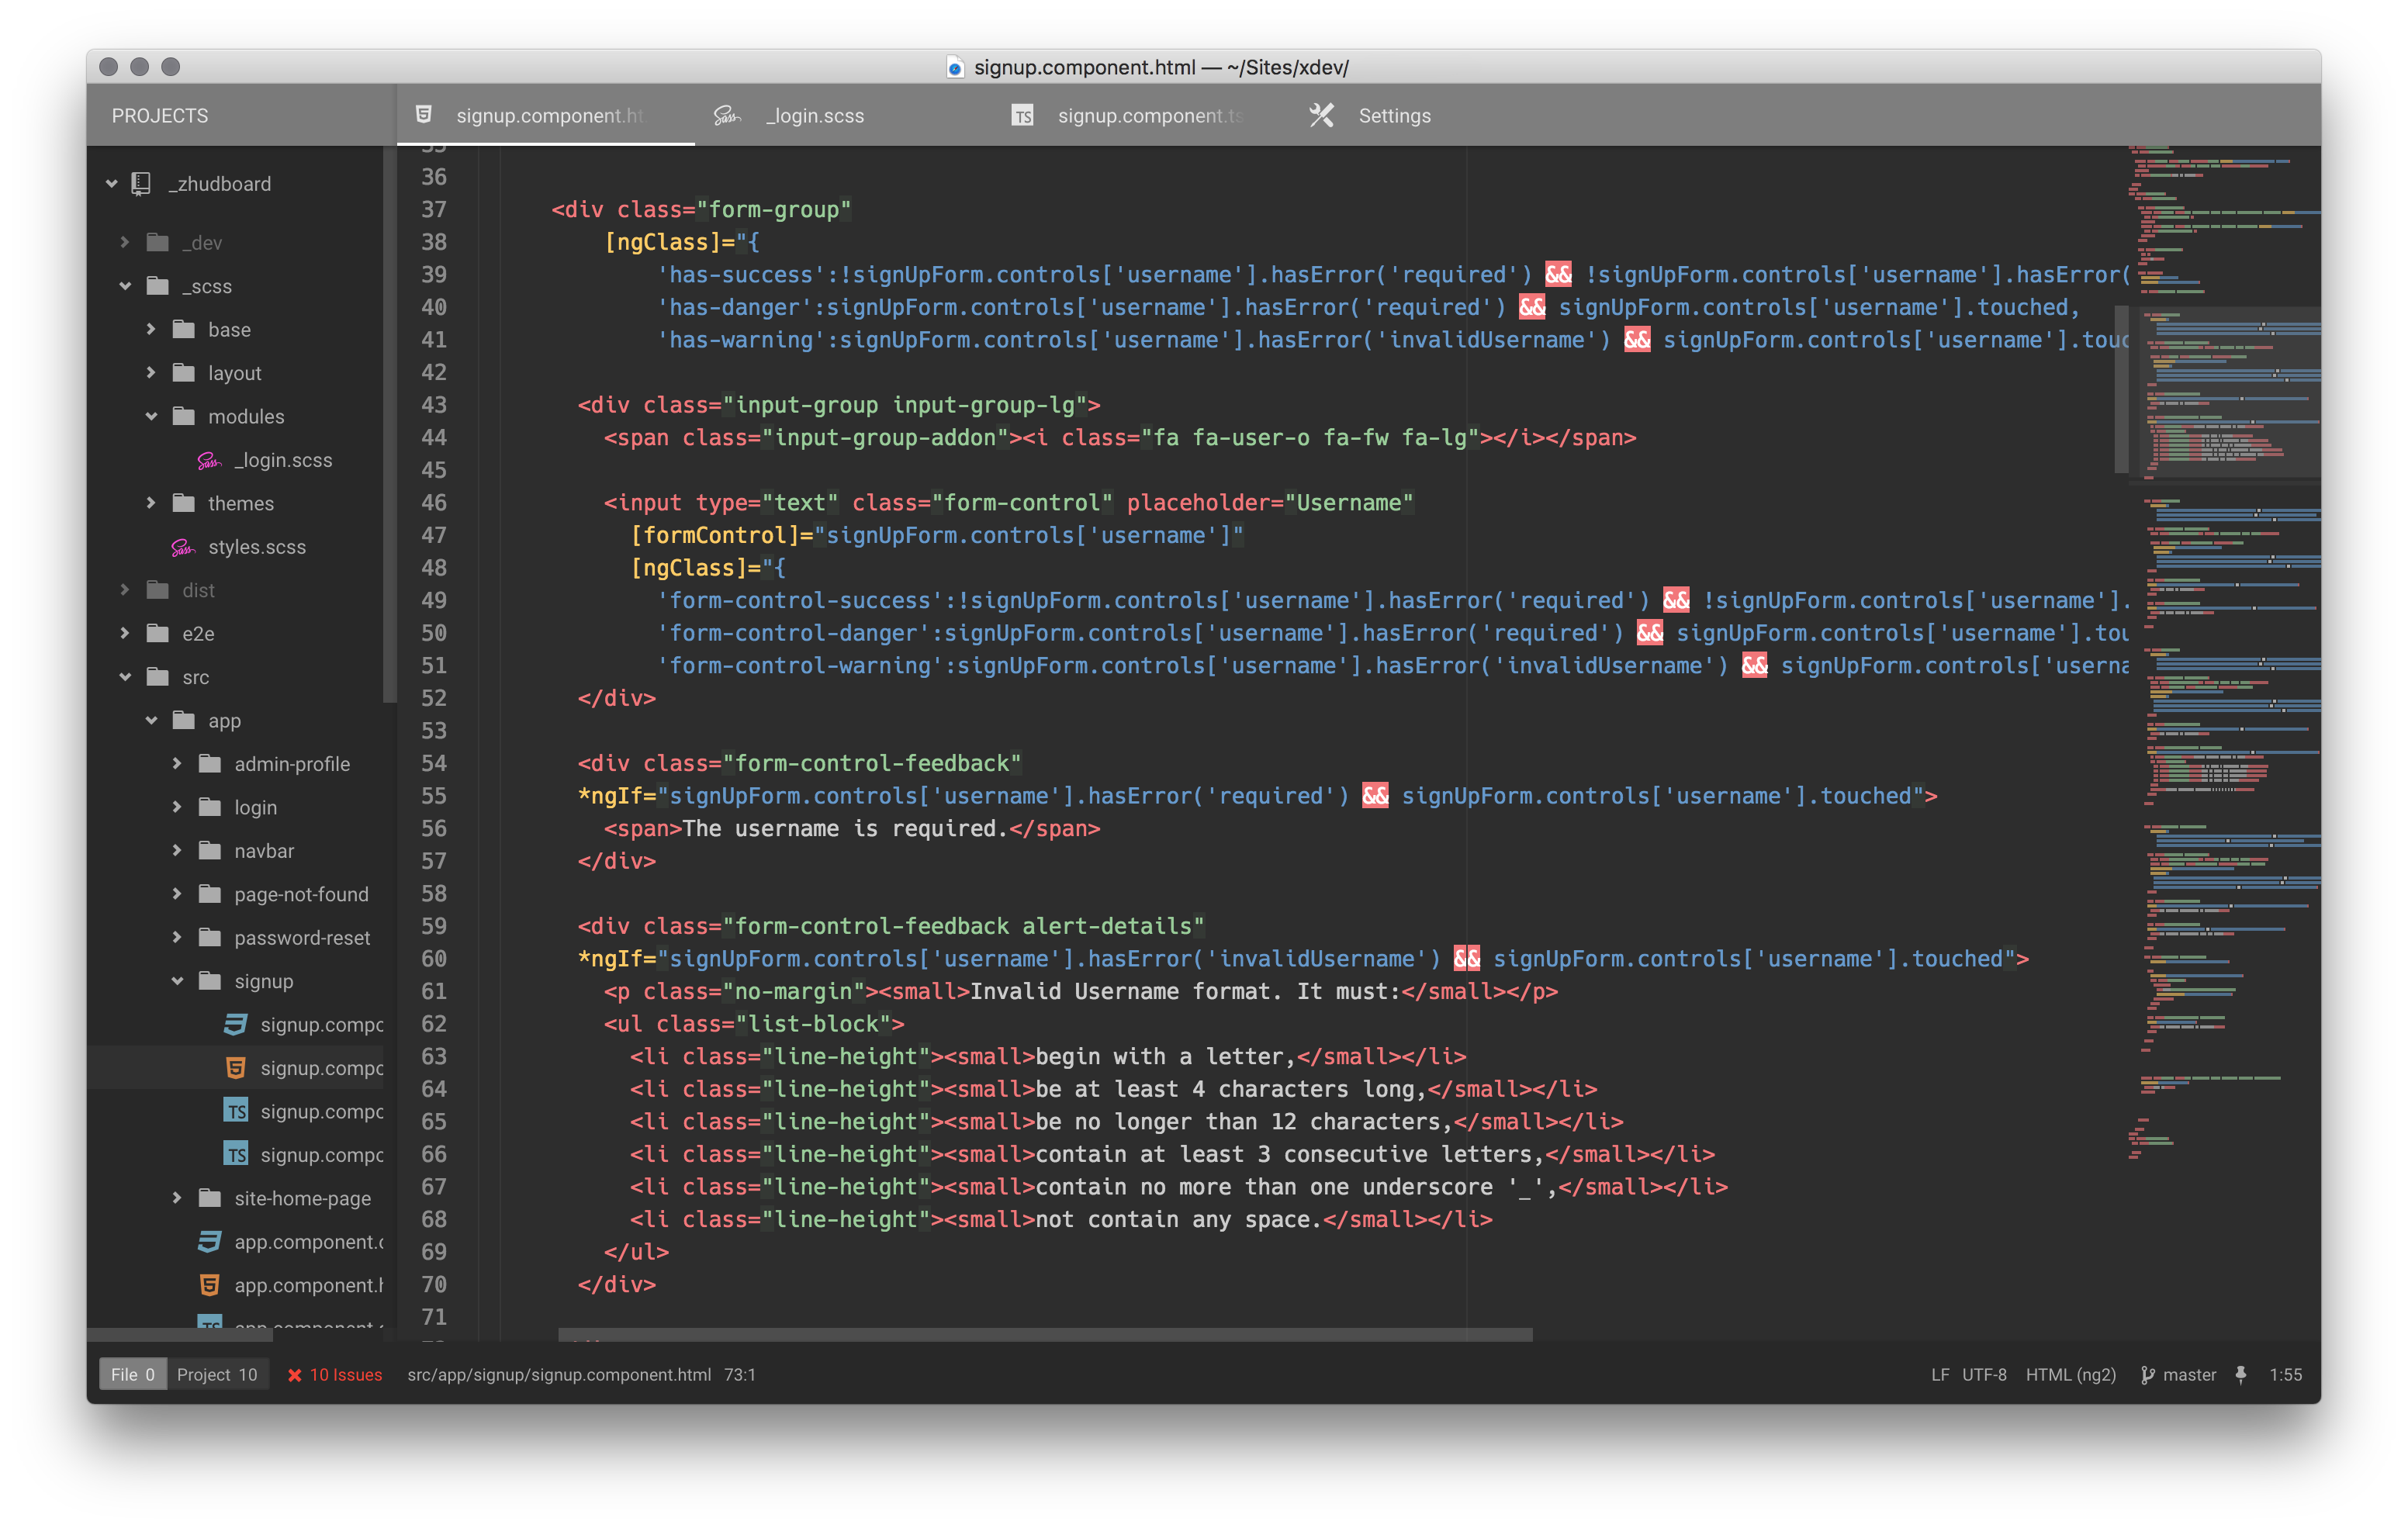 signup.component.html — ~/Sites/xdev/
PROJECTS
signup.component.ht
_login.scss
TS
signup.component.ts
Settings
_zhudboard
_dev
_scss
base
layout
modules
Sass _login.scss
themes
Sass styles.scss
dist
e2e
src
app
admin-profile
login
navbar
page-not-found
password-reset
signup
signup.compo
signup.compo
TS signup.compo
TS signup.compo
site-home-page
app.component.c
app.component.h
TS app.component.
35
36
37 <div class="form-group"
38 [ngClass]="{
39 'has-success':!signUpForm.controls['username'].hasError('required') && !signUpForm.controls['username'].hasError(
40 'has-danger':signUpForm.controls['username'].hasError('required') && signUpForm.controls['username'].touched,
41 'has-warning':signUpForm.controls['username'].hasError('invalidUsername') && signUpForm.controls['username'].touc
42
43 <div class="input-group input-group-lg">
44 <span class="input-group-addon"><i class="fa fa-user-o fa-fw fa-lg"></i></span>
45
46 <input type="text" class="form-control" placeholder="Username"
47 [formControl]="signUpForm.controls['username']"
48 [ngClass]="{
49 'form-control-success':!signUpForm.controls['username'].hasError('required') && !signUpForm.controls['username'].
50 'form-control-danger':signUpForm.controls['username'].hasError('required') && signUpForm.controls['username'].tou
51 'form-control-warning':signUpForm.controls['username'].hasError('invalidUsername') && signUpForm.controls['userna
52 </div>
53
54 <div class="form-control-feedback"
55 *ngIf="signUpForm.controls['username'].hasError('required') && signUpForm.controls['username'].touched">
56 <span>The username is required.</span>
57 </div>
58
59 <div class="form-control-feedback alert-details"
60 *ngIf="signUpForm.controls['username'].hasError('invalidUsername') && signUpForm.controls['username'].touched">
61 <p class="no-margin"><small>Invalid Username format. It must:</small></p>
62 <ul class="list-block">
63 <li class="line-height"><small>begin with a letter,</small></li>
64 <li class="line-height"><small>be at least 4 characters long,</small></li>
65 <li class="line-height"><small>be no longer than 12 characters,</small></li>
66 <li class="line-height"><small>contain at least 3 consecutive letters,</small></li>
67 <li class="line-height"><small>contain no more than one underscore '_',</small></li>
68 <li class="line-height"><small>not contain any space.</small></li>
69 </ul>
70 </div>
71
File 0 Project 10 10 Issues src/app/signup/signup.component.html 73:1 LF UTF-8 HTML (ng2) master 1:55